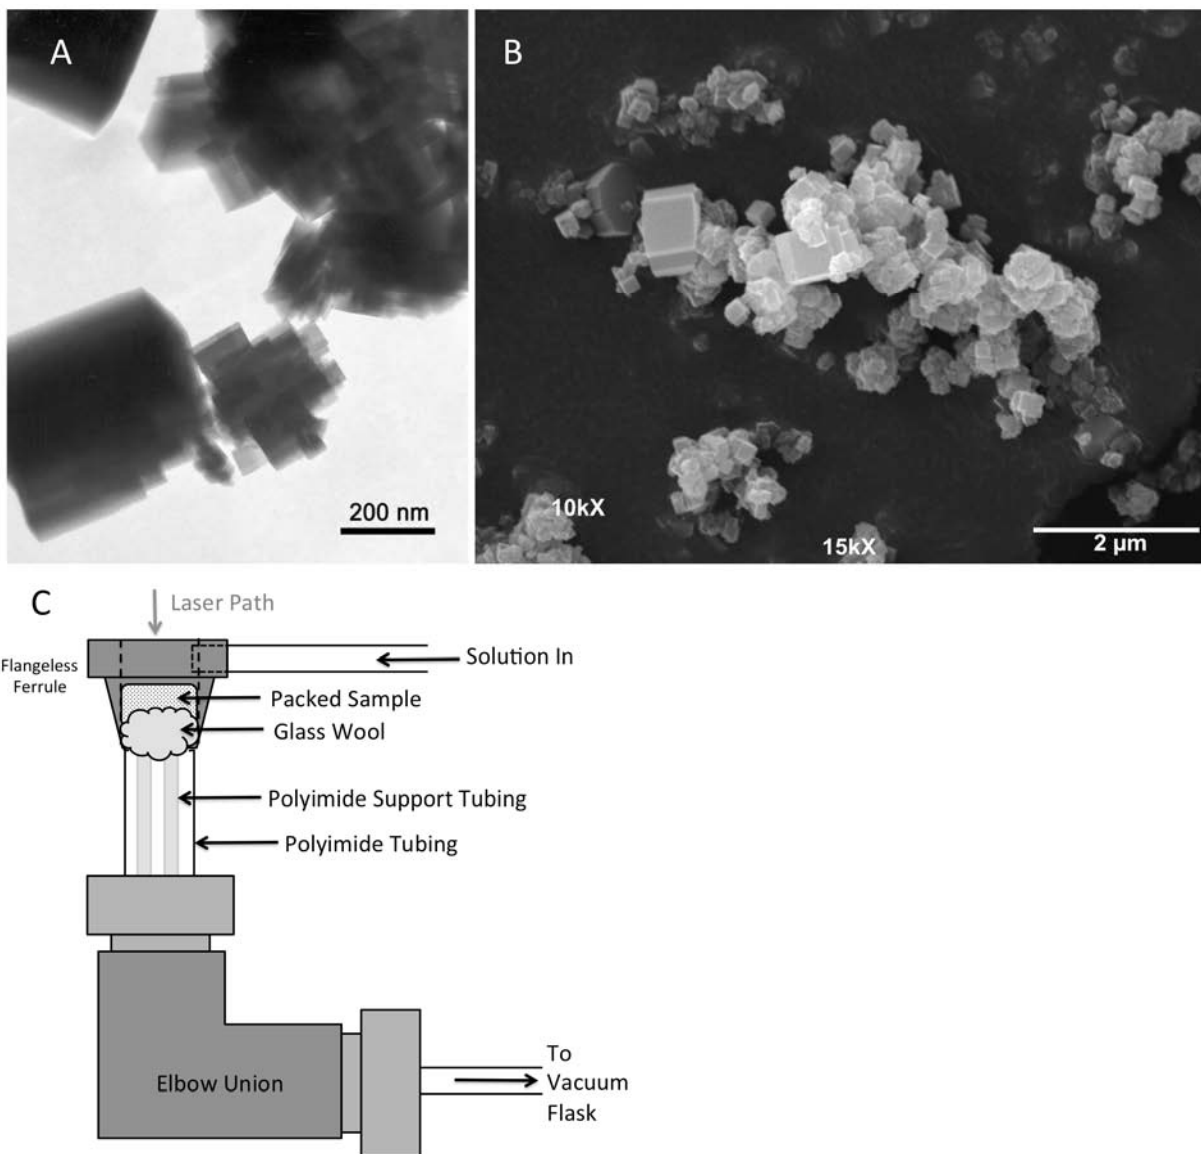 A
B
200 nm
10kX
15kX
2 µm
C
Laser Path
Flangeless
Ferrule
Solution In
Packed Sample
Glass Wool
Polyimide Support Tubing
Polyimide Tubing
Elbow Union
To
Vacuum
Flask